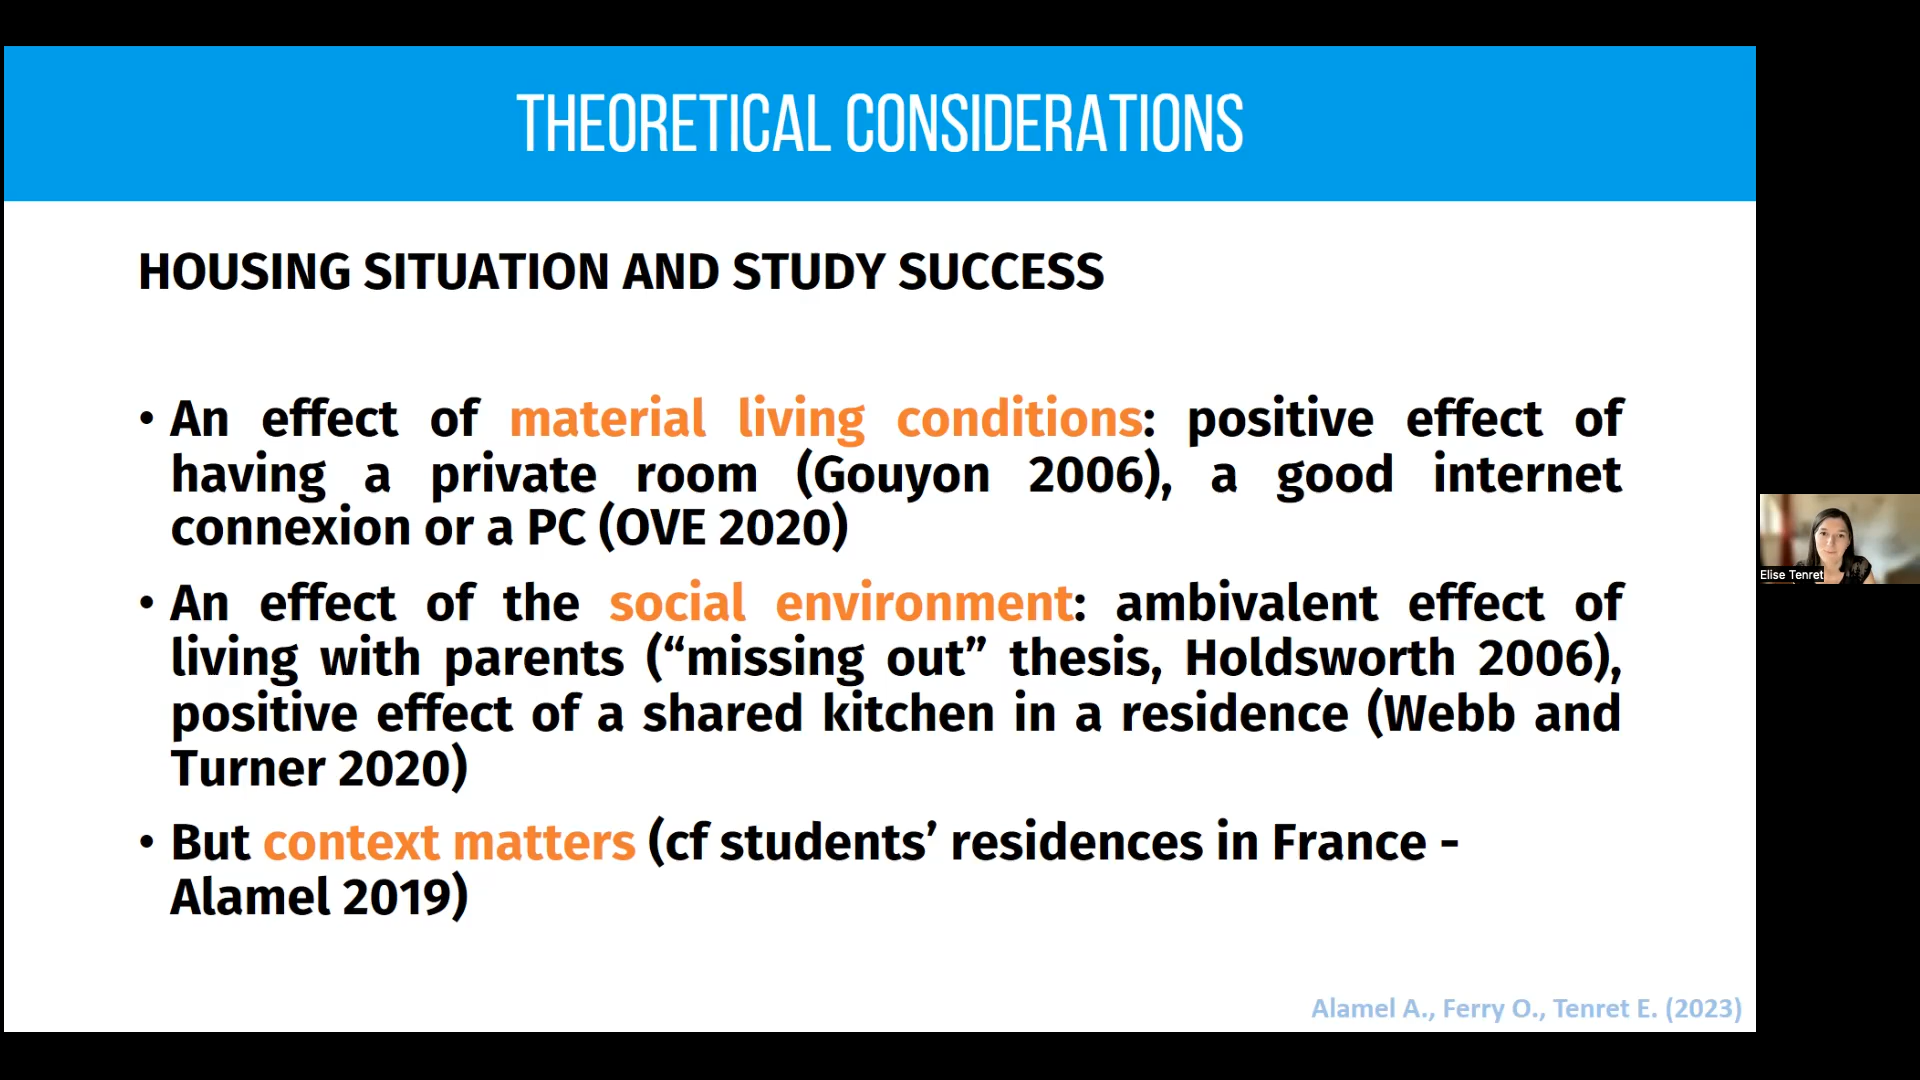 THEORETICAL CONSIDERATIONS
HOUSING SITUATION AND STUDY SUCCESS
• An effect of material living conditions: positive effect of
having a private room (Gouyon 2006), a good internet
connexion or a PC (OVE 2020)
• An effect of the social environment: ambivalent effect of
living with parents (“missing out” thesis, Holdsworth 2006),
positive effect of a shared kitchen in a residence (Webb and
Turner 2020)
• But context matters (cf students’ residences in France -
Alamel 2019)
Alamel A., Ferry O., Tenret E. (2023)
Elise Tenret